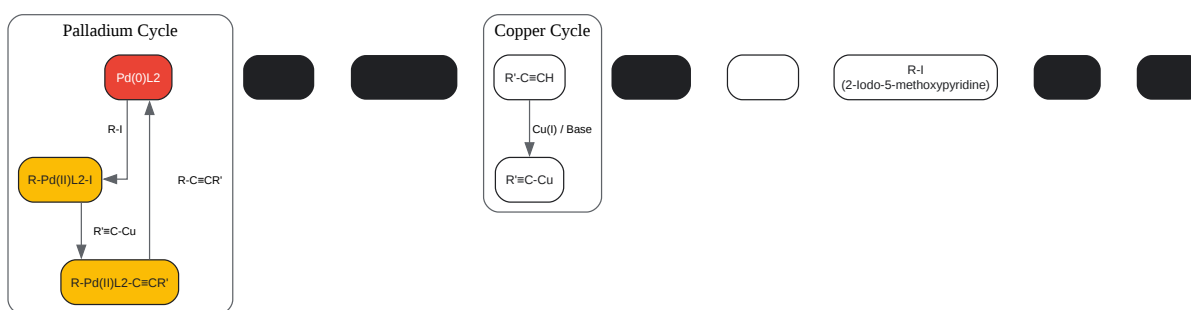 Palladium Cycle
Copper Cycle
Pd(0)L2
R'-C≡CH
R-I
(2-Iodo-5-methoxypyridine)
R-I
Cu(I) / Base
R-Pd(II)L2-I
R-C≡CR'
R'≡C-Cu
R'≡C-Cu
R-Pd(II)L2-C≡CR'